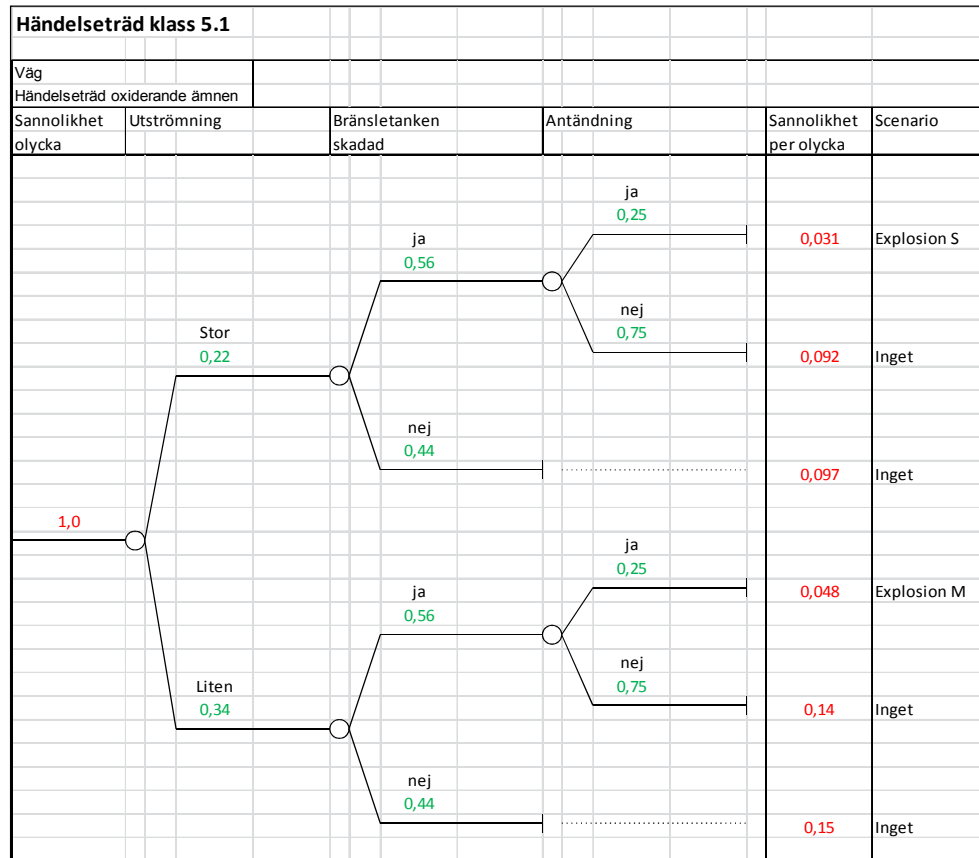 Händelseträd klass 5.1
Väg
Händelseträd oxiderande ämnen
Sannolikhet olycka
Utströmning
Bränsletanken skadad
Antändning
Sannolikhet per olycka
Scenario
ja
0,25
0,031
Explosion S
ja
0,56
nej
0,75
0,092
Inget
Stor
0,22
nej
0,44
0,097
Inget
1,0
ja
0,25
0,048
Explosion M
ja
0,56
nej
0,75
0,14
Inget
Liten
0,34
nej
0,44
0,15
Inget